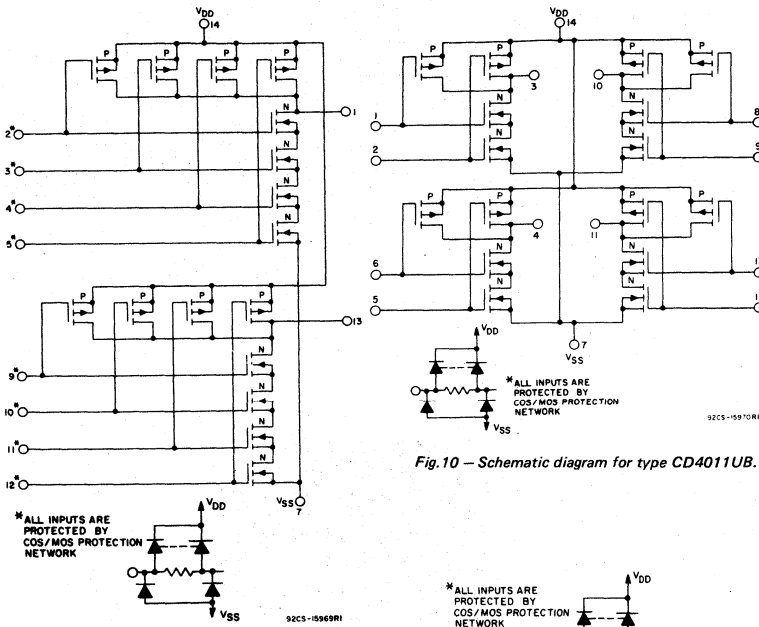 VDD
14
P P P P
N
1
2*
N
3*
N
4*
N
5*
P P P P
13
N
9*
N
10*
N
11*
N
12*
VSS
7
*ALL INPUTS ARE
PROTECTED BY
COS/MOS PROTECTION
NETWORK
VDD
VSS
92CS-15969R1
VDD
14
P P P P
3 10
1 N N 8
2 N N 9
P P P P
4 11
6 N N
5 N N
7
VSS
VDD
*ALL INPUTS ARE
PROTECTED BY
COS/MOS PROTECTION
NETWORK
VSS
92CS-15970R1
Fig.10 — Schematic diagram for type CD4011UB.
*ALL INPUTS ARE
PROTECTED BY
COS/MOS PROTECTION
NETWORK
VDD